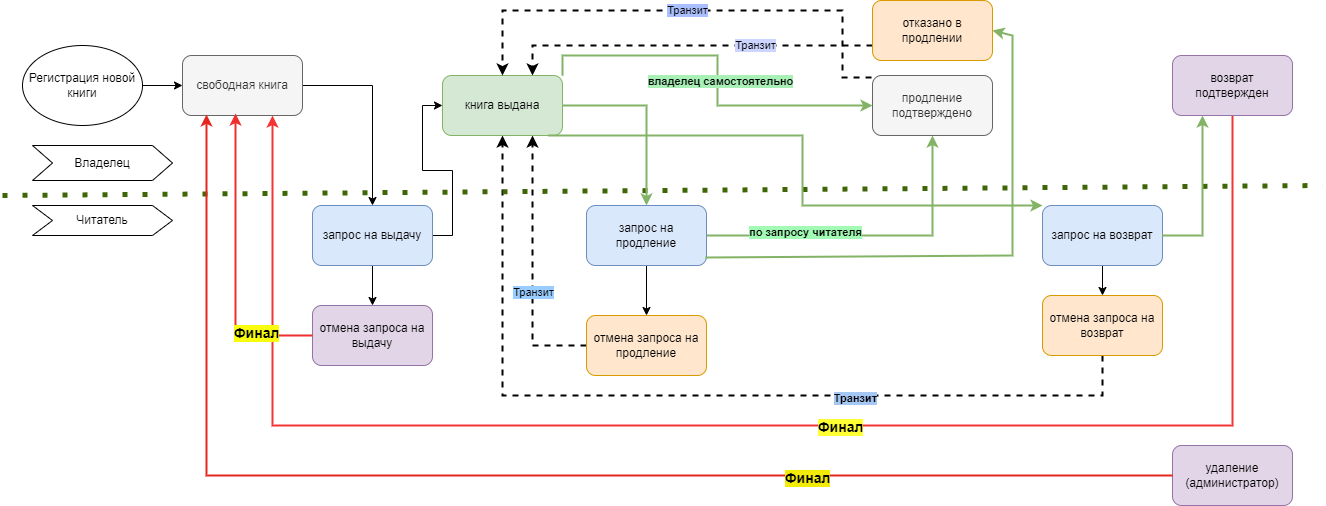 Транзит
отказано в
продлении
Транзит
Регистрация новой
книги
свободная книга
книга выдана
владелец самостоятельно
продление
подтверждено
возврат
подтвержден
Владелец
Читатель
запрос на выдачу
запрос на
продление
по запросу читателя
запрос на возврат
Транзит
отмена запроса на
выдачу
Финал
отмена запроса на
продление
отмена запроса на
возврат
Транзит
Финал
удаление
(администратор)
Финал